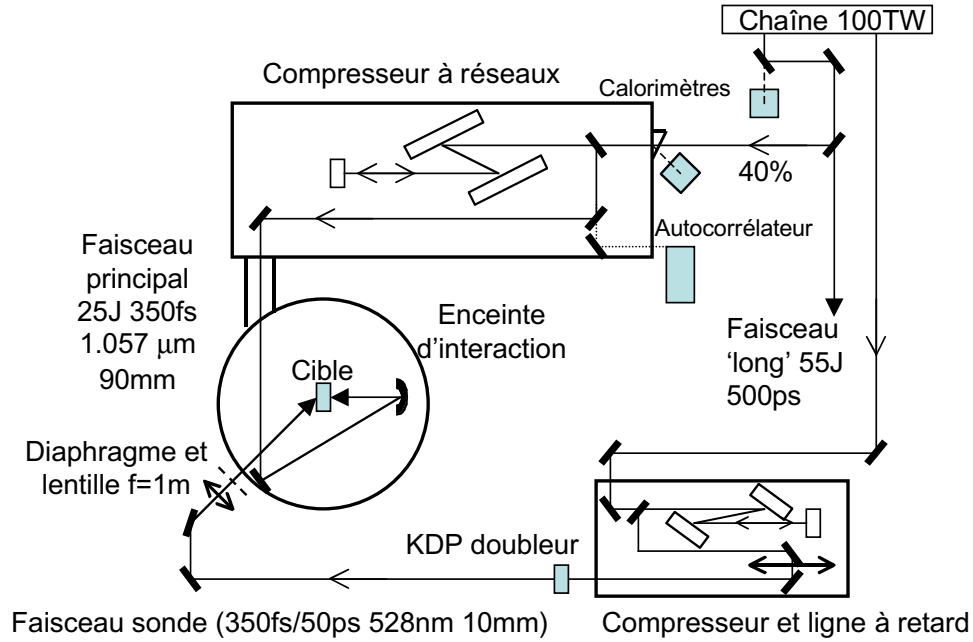 Chaîne 100TW
Compresseur à réseaux
Calorimètres
40%
Autocorrélateur
Faisceau
principal
25J 350fs
1.057 μm
90mm
Enceinte
d'interaction
Faisceau
‘long’ 55J
500ps
Cible
Diaphragme et
lentille f=1m
KDP doubleur
Faisceau sonde (350fs/50ps 528nm 10mm)
Compresseur et ligne à retard